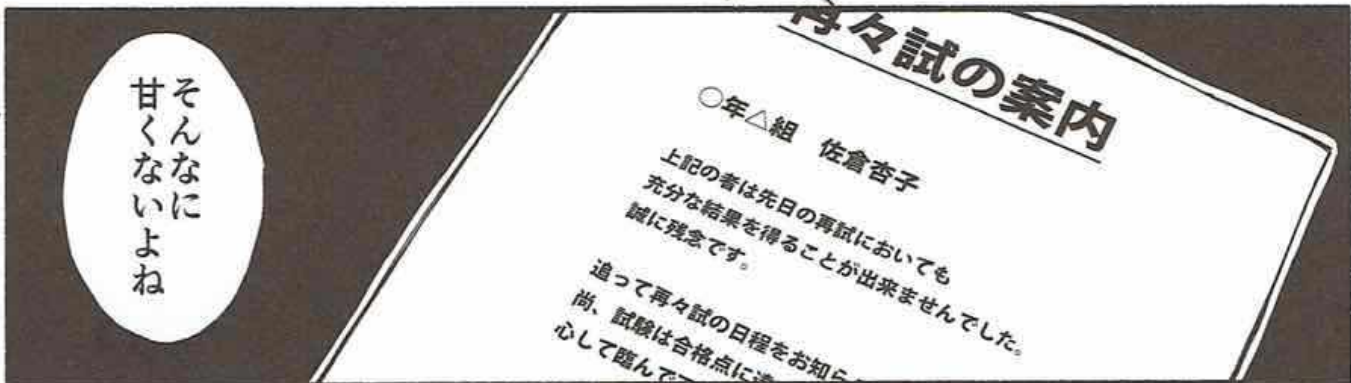 そんなに
甘くないよね
再々試の案内
○年△組 佐倉杏子
上記の者は先日の再試においても
充分な結果を得ることが出来ませんでした。
誠に残念です。
追って再々試の日程をお知ら
尚、試験は合格点に達
心して臨んで